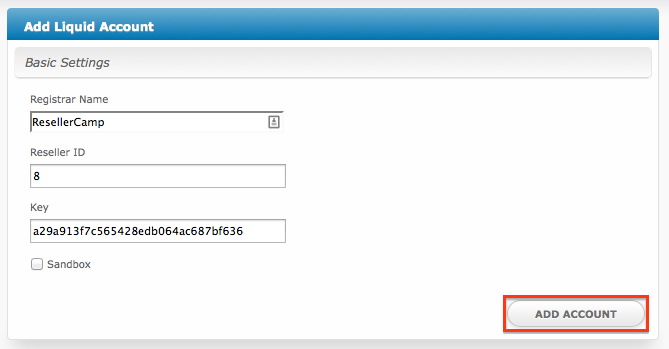 Add Liquid Account
Basic Settings
Registrar Name
ResellerCamp
Reseller ID
8
Key
a29a913f7c565428edb064ac687bf636
Sandbox
ADD ACCOUNT